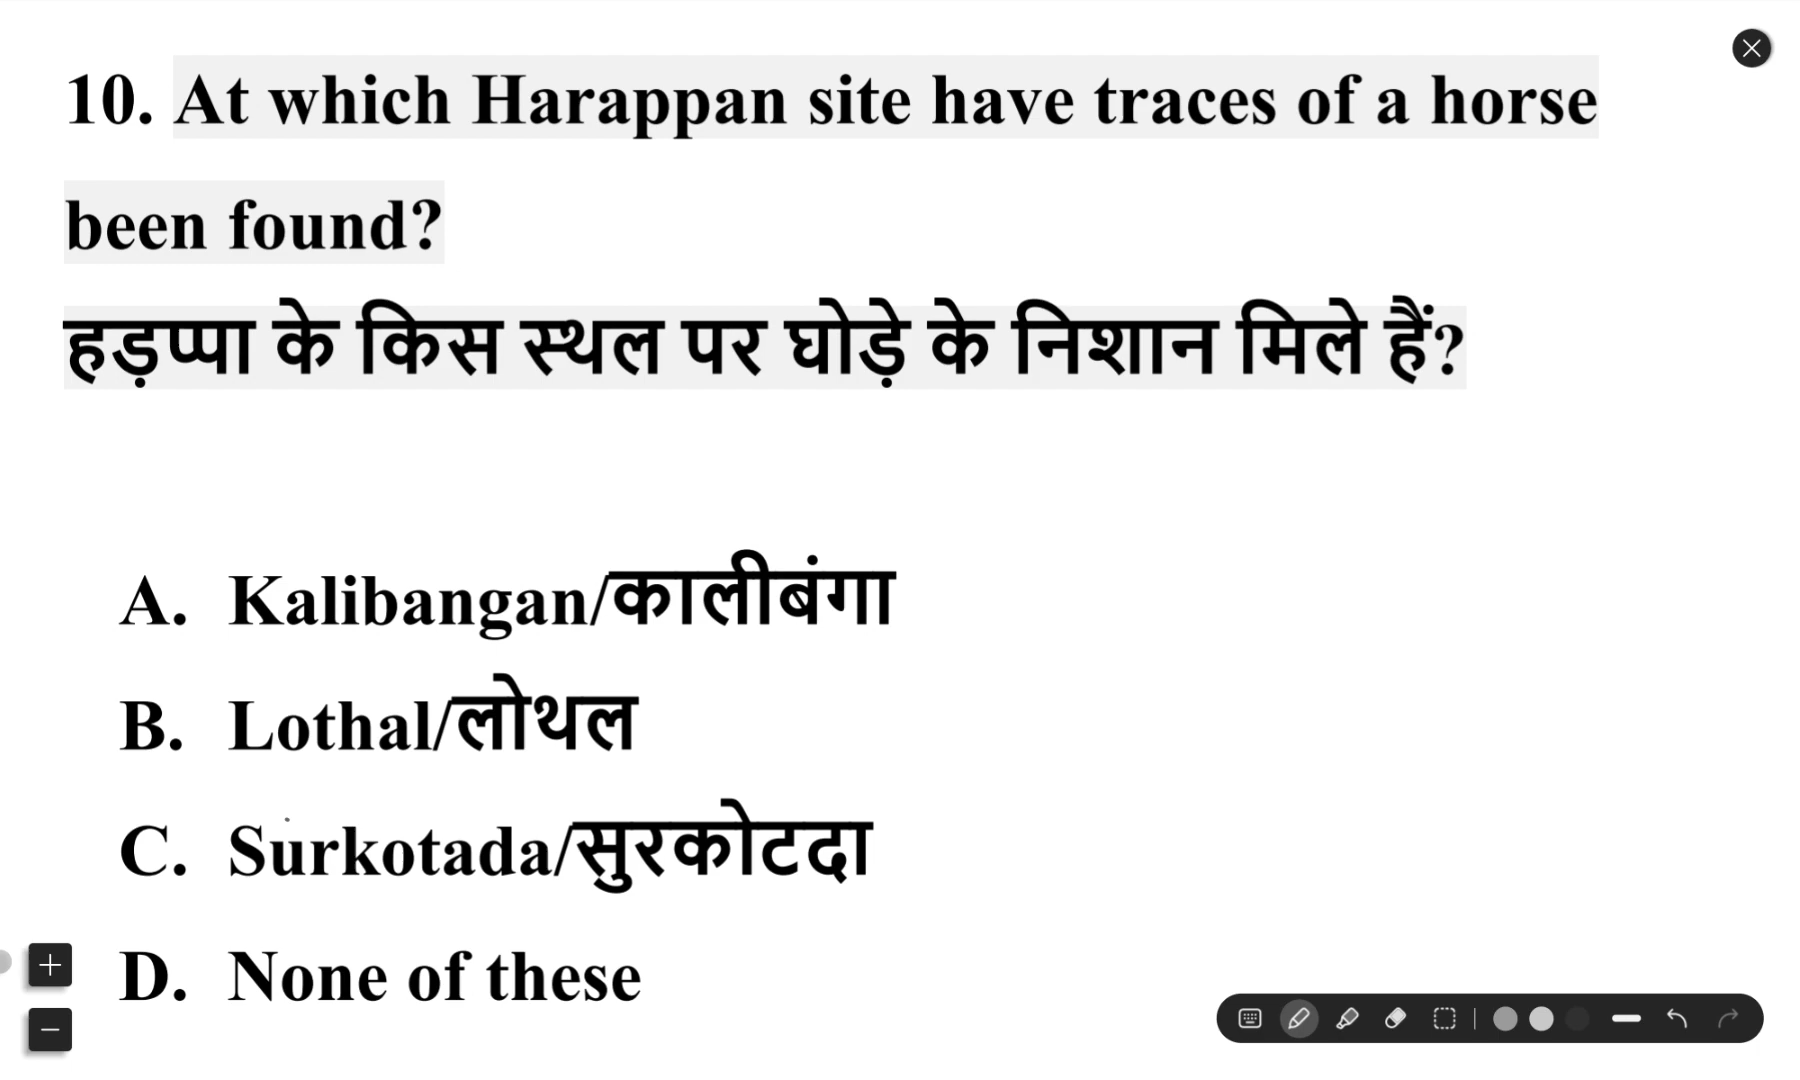 10. At which Harappan site have traces of a horse
been found?
हड़प्पा के किस स्थल पर घोड़े के निशान मिले हैं?
A. Kalibangan/कालीबंगा
B. Lothal/लोथल
C. Surkotada/सुरकोटदा
D. None of these